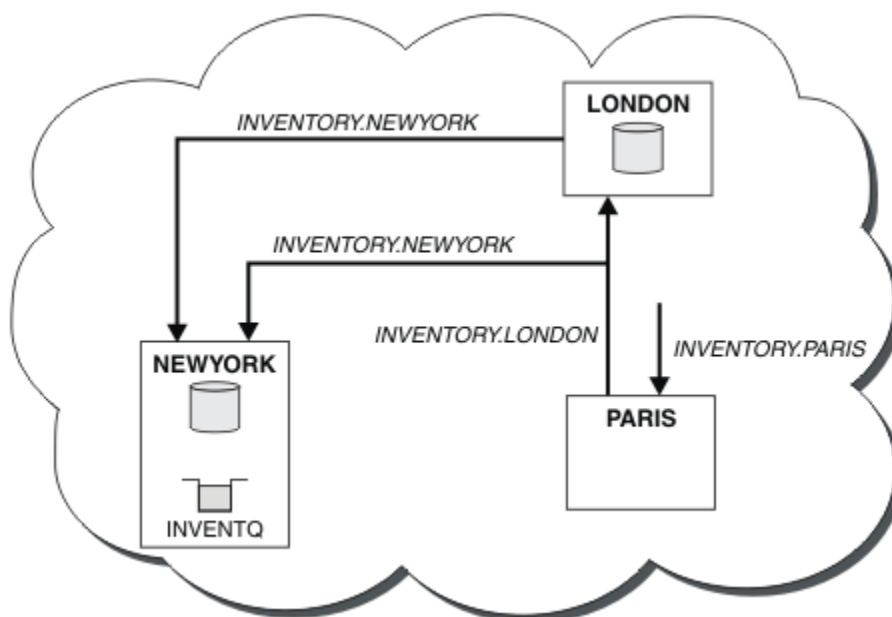 LONDON
INVENTORY.NEWYORK
INVENTORY.NEWYORK
INVENTORY.LONDON
INVENTORY.PARIS
NEWYORK
PARIS
INVENTQ